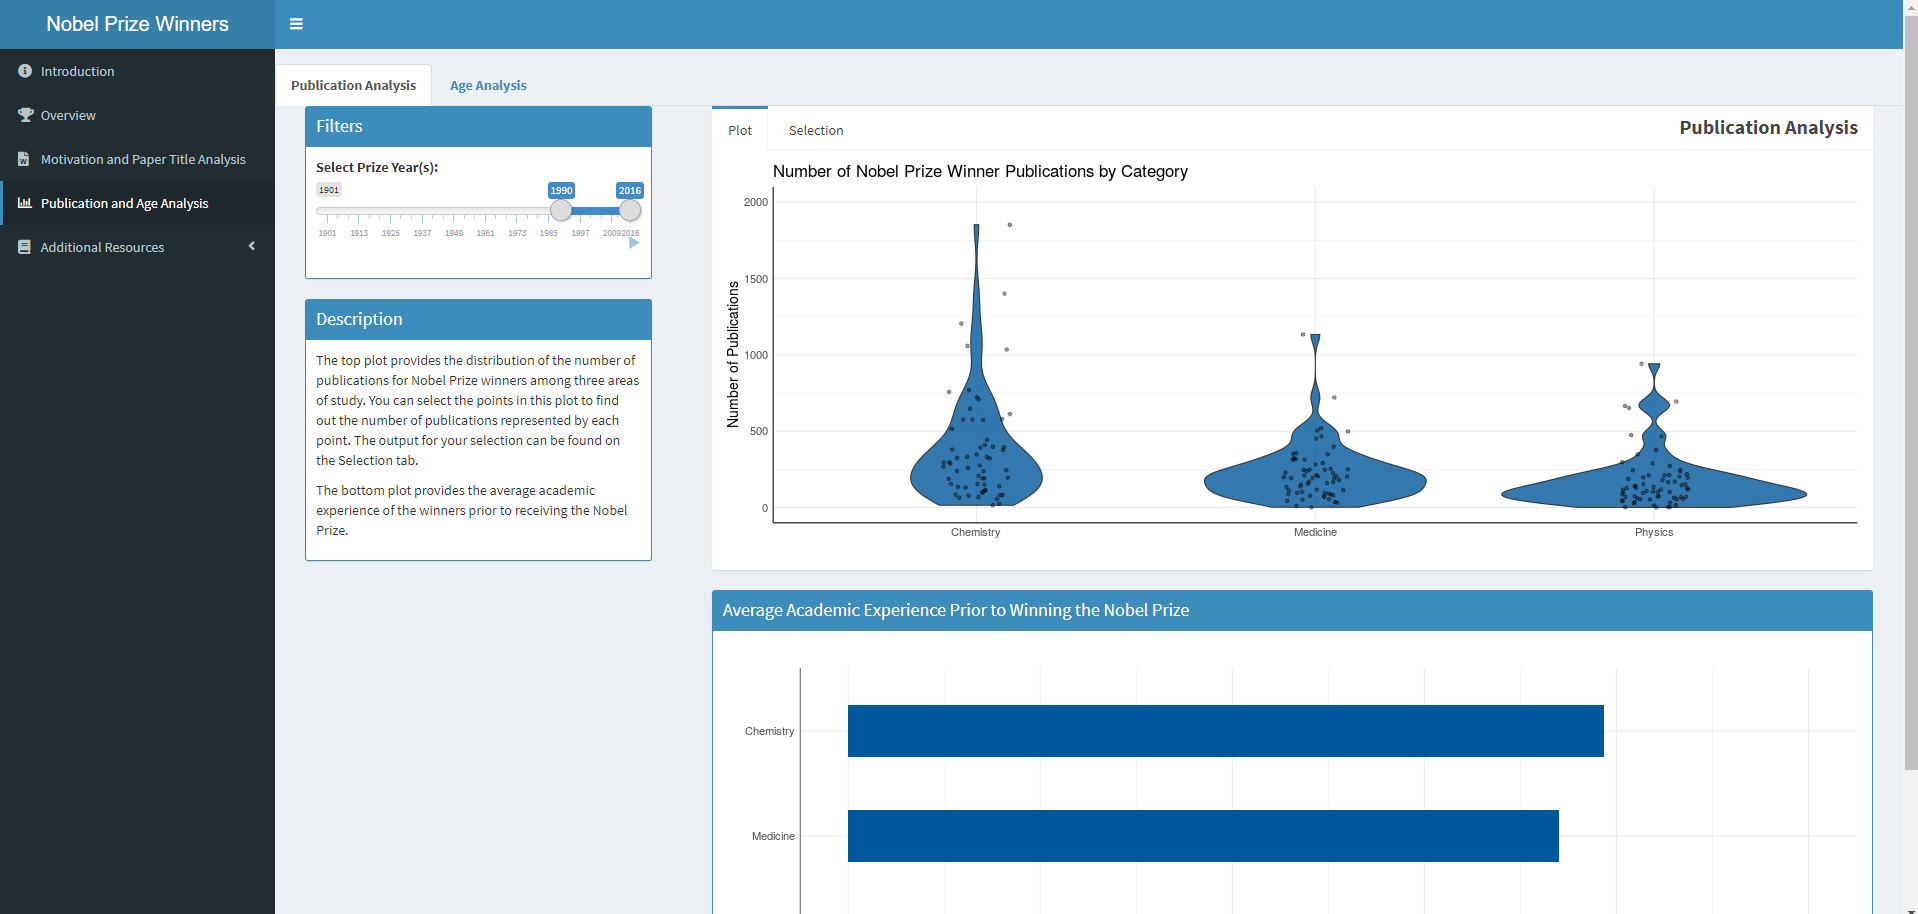 Nobel Prize Winners
Introduction
Overview
Motivation and Paper Title Analysis
Publication and Age Analysis
Additional Resources
Publication Analysis
Age Analysis
Filters
Select Prize Year(s):
1901
1990
2016
1901 1913 1925 1937 1949 1961 1973 1985 1997 2009 2016
Description
The top plot provides the distribution of the number of
publications for Nobel Prize winners among three areas
of study. You can select the points in this plot to find
out the number of publications represented by each
point. The output for your selection can be found on
the Selection tab.
The bottom plot provides the average academic
experience of the winners prior to receiving the Nobel
Prize.
Plot
Selection
Publication Analysis
Number of Nobel Prize Winner Publications by Category
Number of Publications
2000
1500
1000
500
0
Chemistry
Medicine
Physics
Average Academic Experience Prior to Winning the Nobel Prize
Chemistry
Medicine